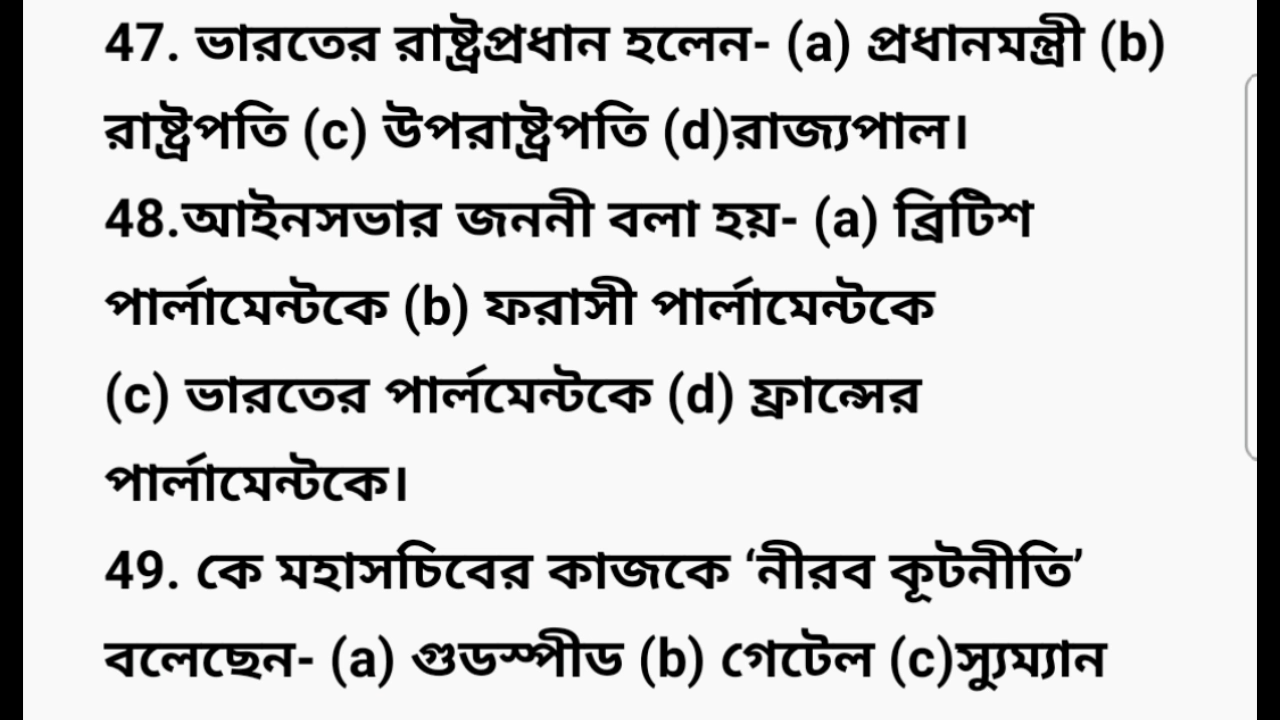 47. ভারতের রাষ্ট্রপ্রধান হলেন- (a) প্রধানমন্ত্রী (b)
রাষ্ট্রপতি (c) উপরাষ্ট্রপতি (d)রাজ্যপাল।
48.আইনসভার জননী বলা হয়- (a) ব্রিটিশ
পার্লামেন্টকে (b) ফরাসী পার্লামেন্টকে
(c) ভারতের পার্লমেন্টকে (d) ফ্রান্সের
পার্লামেন্টকে।
49. কে মহাসচিবের কাজকে ‘নীরব কূটনীতি’
বলেছেন- (a) গুডস্পীড (b) গেটেল (c)স্যুম্যান